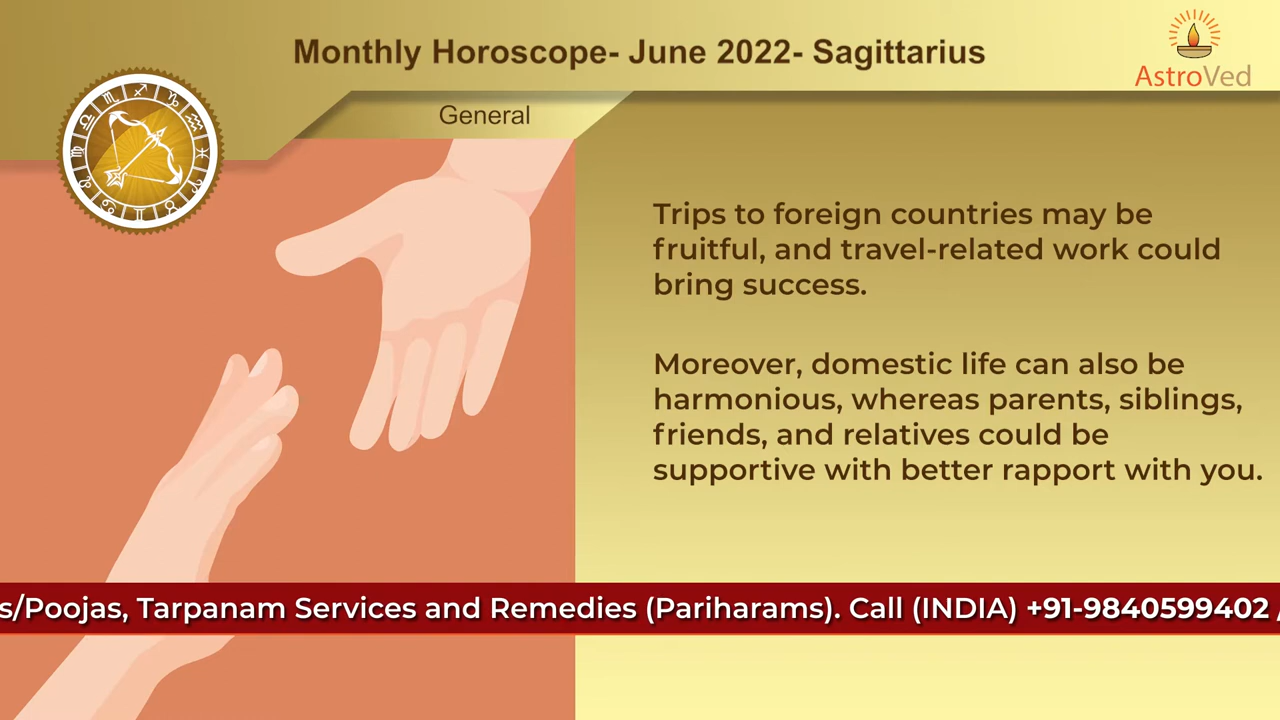 Monthly Horoscope- June 2022- Sagittarius
AstroVed
General
Trips to foreign countries may be
fruitful, and travel-related work could
bring success.
Moreover, domestic life can also be
harmonious, whereas parents, siblings,
friends, and relatives could be
supportive with better rapport with you.
s/Poojas, Tarpanam Services and Remedies (Pariharams). Call (INDIA) +91-9840599402 /